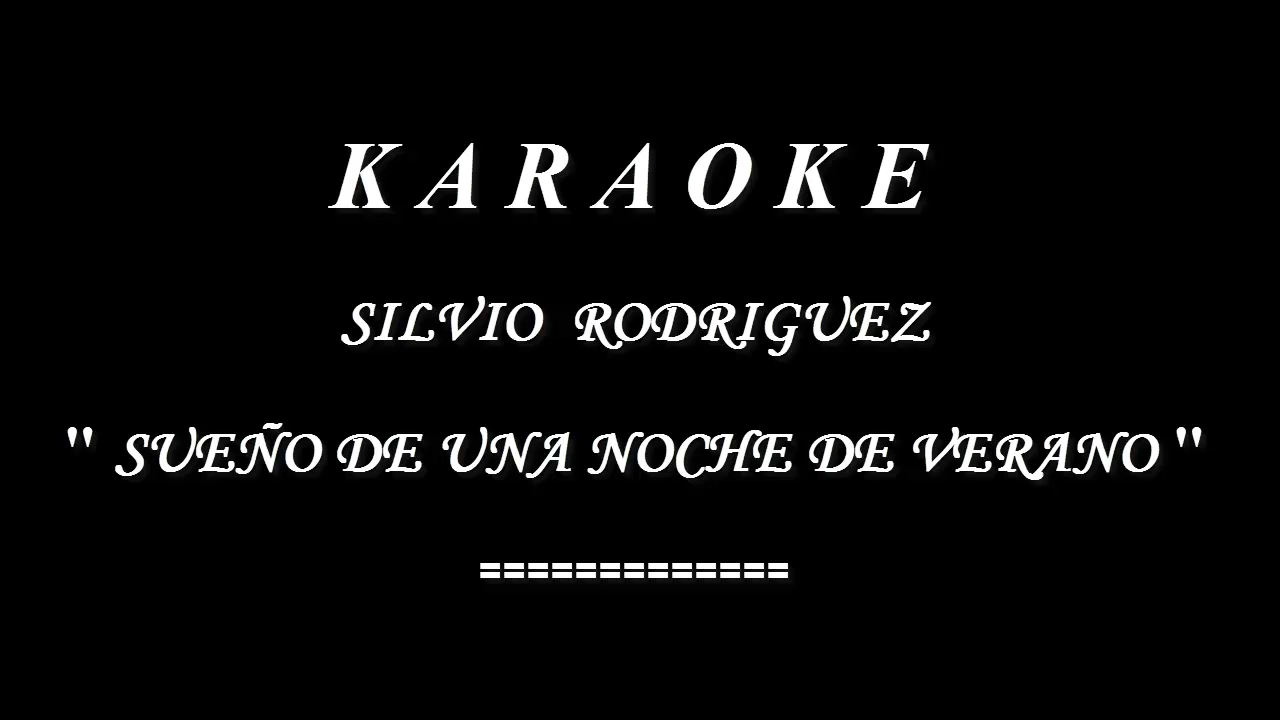 K A R A O K E
SILVIO RODRIGUEZ
" SUEÑO DE UNA NOCHE DE VERANO "
=============